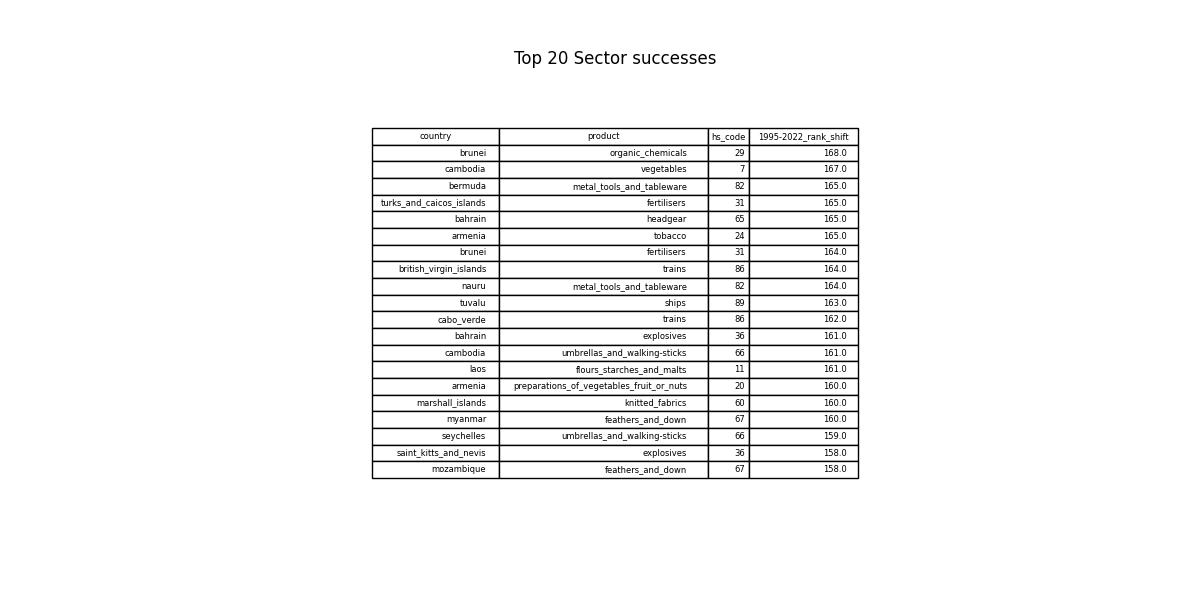 Top 20 Sector successes
country product hs_code 1995-2022_rank_shift
brunei organic_chemicals 29 168.0
cambodia vegetables 7 167.0
bermuda metal_tools_and_tableware 82 165.0
turks_and_caicos_islands fertilisers 31 165.0
bahrain headgear 65 165.0
armenia tobacco 24 165.0
brunei fertilisers 31 164.0
british_virgin_islands trains 86 164.0
nauru metal_tools_and_tableware 82 164.0
tuvalu ships 89 163.0
cabo_verde trains 86 162.0
bahrain explosives 36 161.0
cambodia umbrellas_and_walking-sticks 66 161.0
laos flours_starches_and_malts 11 161.0
armenia preparations_of_vegetables_fruit_or_nuts 20 160.0
marshall_islands knitted_fabrics 60 160.0
myanmar feathers_and_down 67 160.0
seychelles umbrellas_and_walking-sticks 66 159.0
saint_kitts_and_nevis explosives 36 158.0
mozambique feathers_and_down 67 158.0